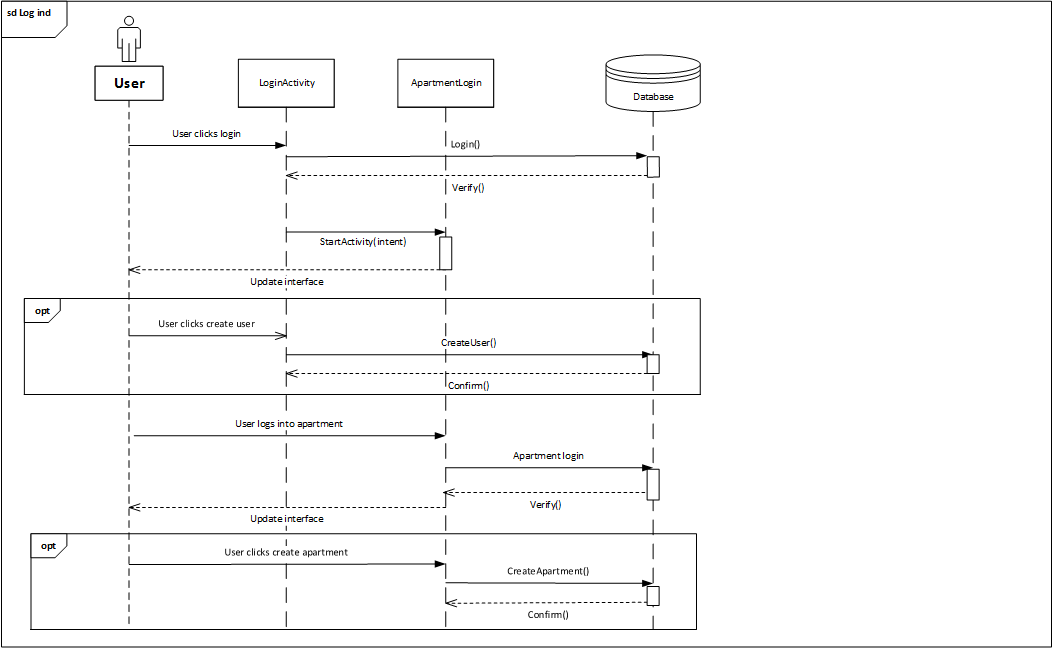 sd Log ind
User
LoginActivity
ApartmentLogin
Database
User clicks login
Login()
Verify()
StartActivity(intent)
Update interface
opt
User clicks create user
CreateUser()
Confirm()
User logs into apartment
Apartment login
Verify()
Update interface
opt
User clicks create apartment
CreateApartment()
Confirm()